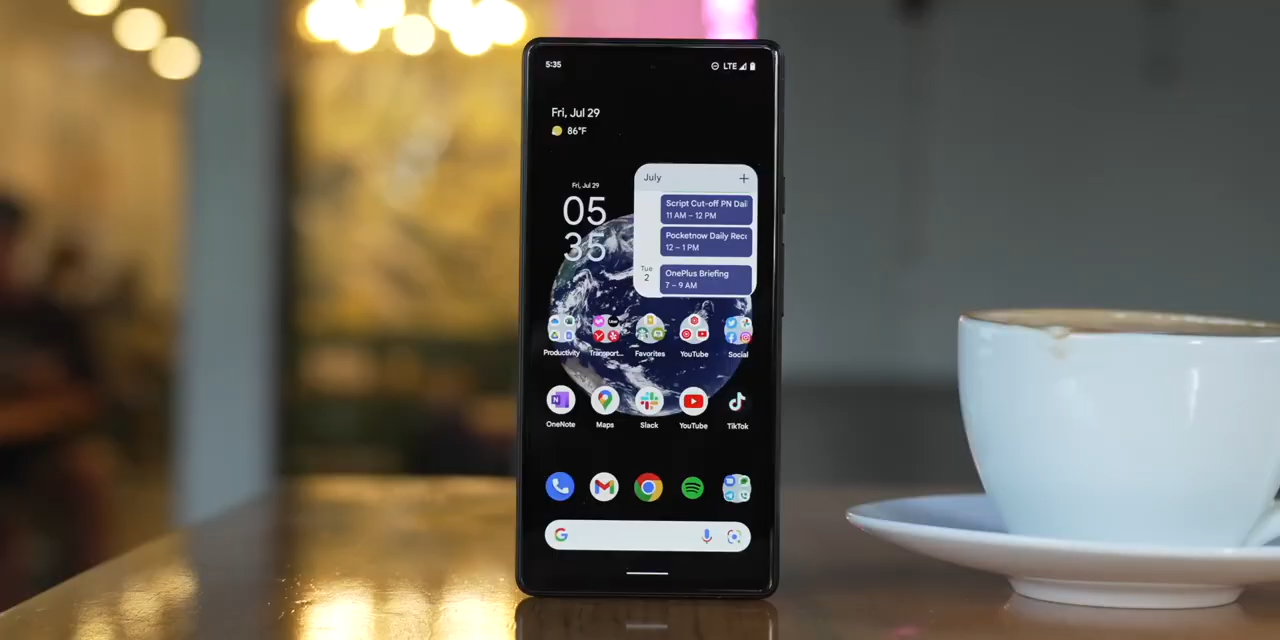 5:35
LTE
Fri, Jul 29
86°F
Fri, Jul 29
05
35
July
Script Cut-off PN Dai
11 AM – 12 PM
Pocketnow Daily Rec
12 – 1 PM
Tue
2
OnePlus Briefing
7 – 9 AM
Productivity
Transport...
Favorites
YouTube
Social
OneNote
Maps
Slack
YouTube
TikTok